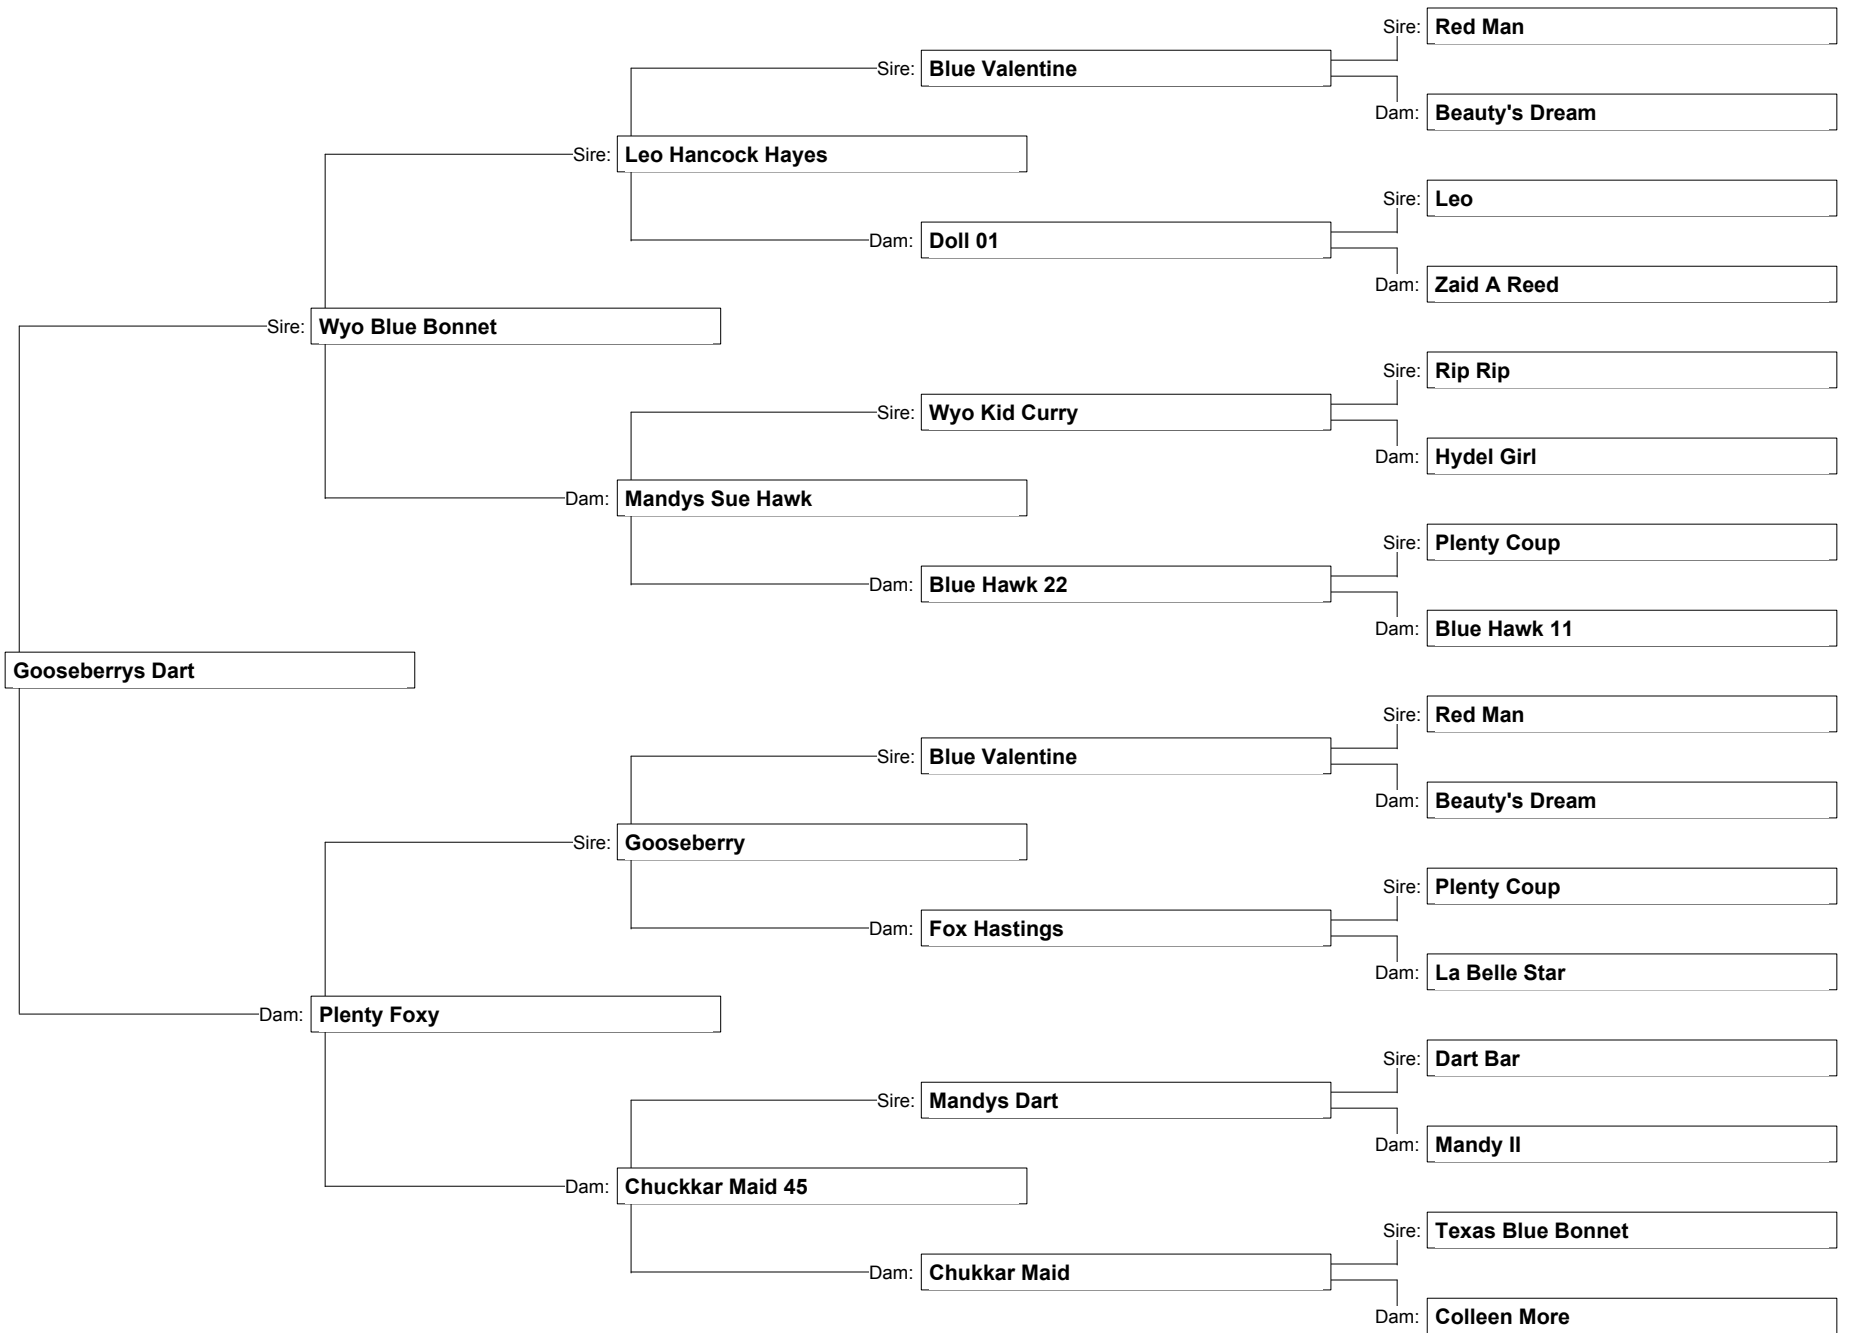 Sire: Red Man
Sire: Blue Valentine
Dam: Beauty's Dream
Sire: Leo Hancock Hayes
Sire: Leo
Dam: Doll 01
Dam: Zaid A Reed
Sire: Wyo Blue Bonnet
Sire: Rip Rip
Sire: Wyo Kid Curry
Dam: Hydel Girl
Dam: Mandys Sue Hawk
Sire: Plenty Coup
Dam: Blue Hawk 22
Dam: Blue Hawk 11
Gooseberrys Dart
Sire: Red Man
Sire: Blue Valentine
Dam: Beauty's Dream
Sire: Gooseberry
Sire: Plenty Coup
Dam: Fox Hastings
Dam: La Belle Star
Dam: Plenty Foxy
Sire: Dart Bar
Sire: Mandys Dart
Dam: Mandy II
Dam: Chuckkar Maid 45
Sire: Texas Blue Bonnet
Dam: Chukkar Maid
Dam: Colleen More